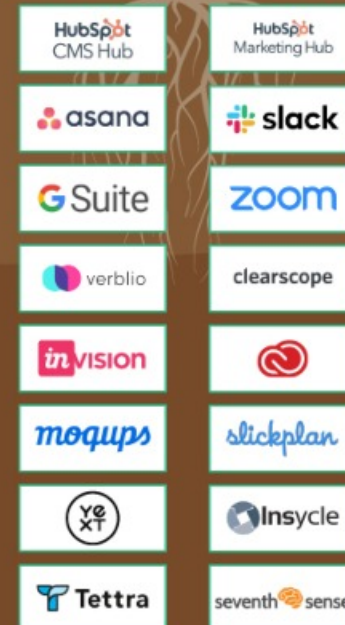 HubSpot
CMS Hub
HubSpot
Marketing Hub
asana
slack
G Suite
zoom
verblio
clearscope
inVISION
moqups
slickplan
YEXT
Insycle
Tettra
seventh sense